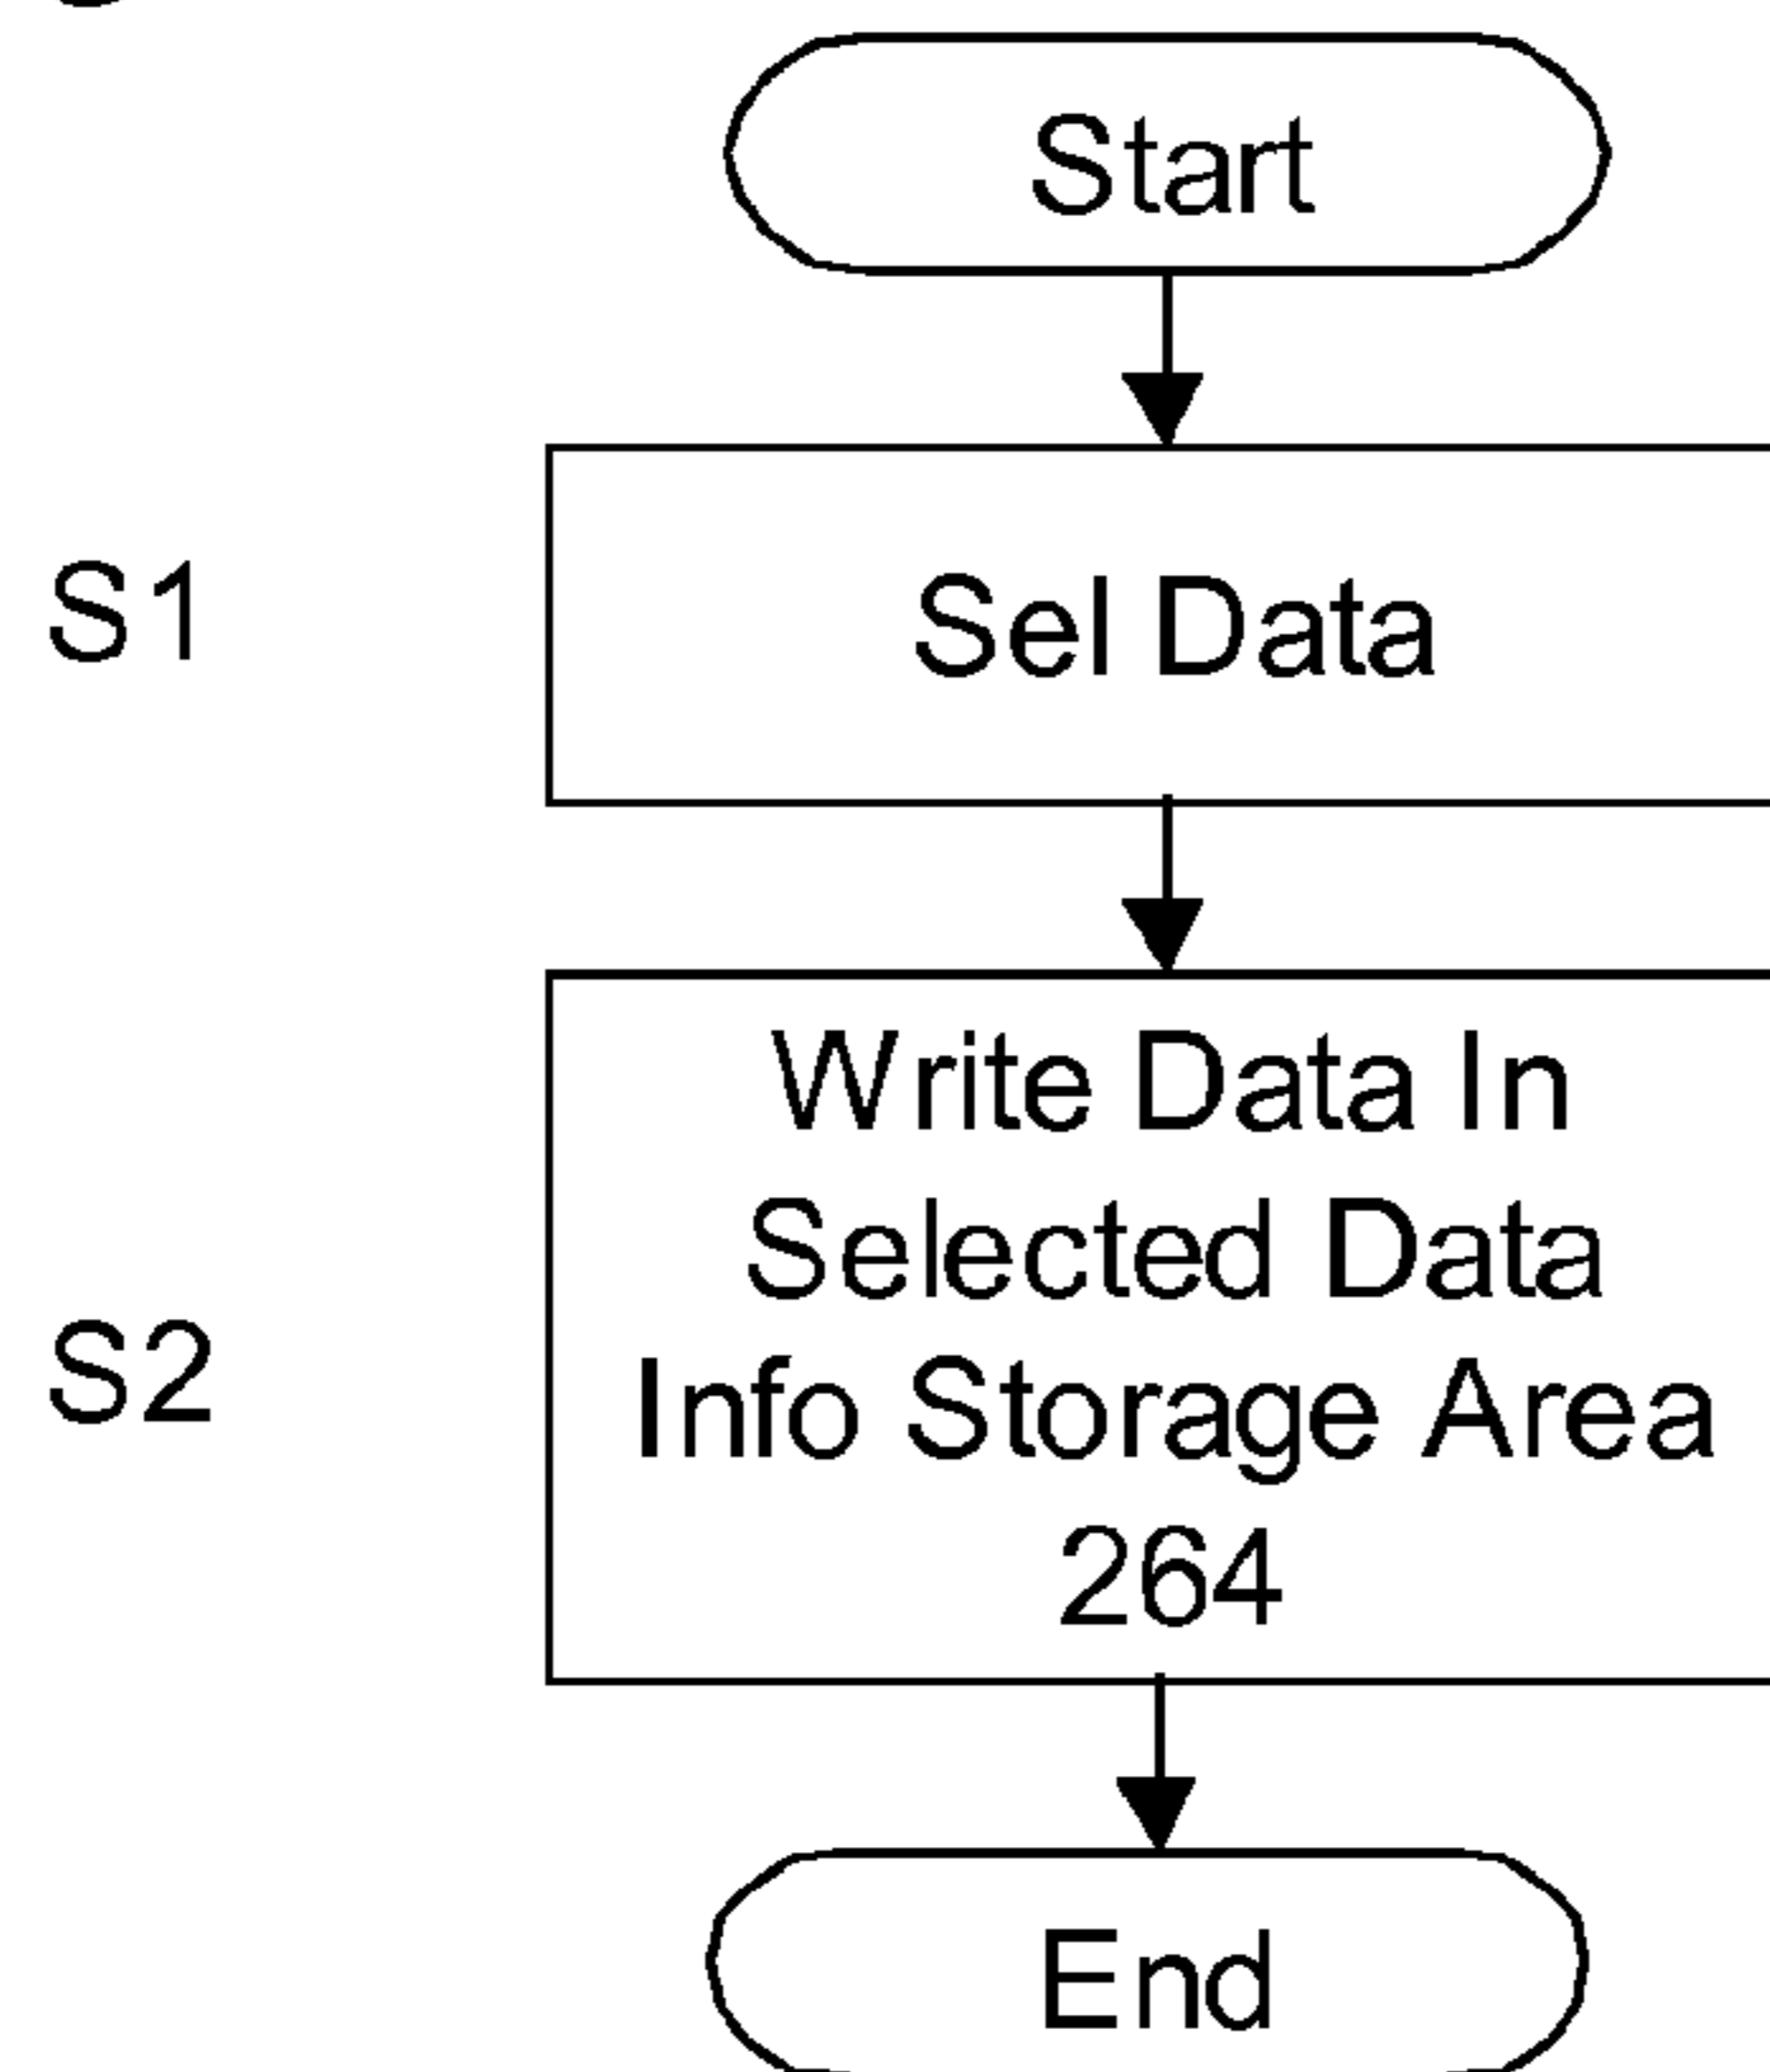 Start
S1
Sel Data
Write Data In
Selected Data
S2
Info Storage Area
264
End